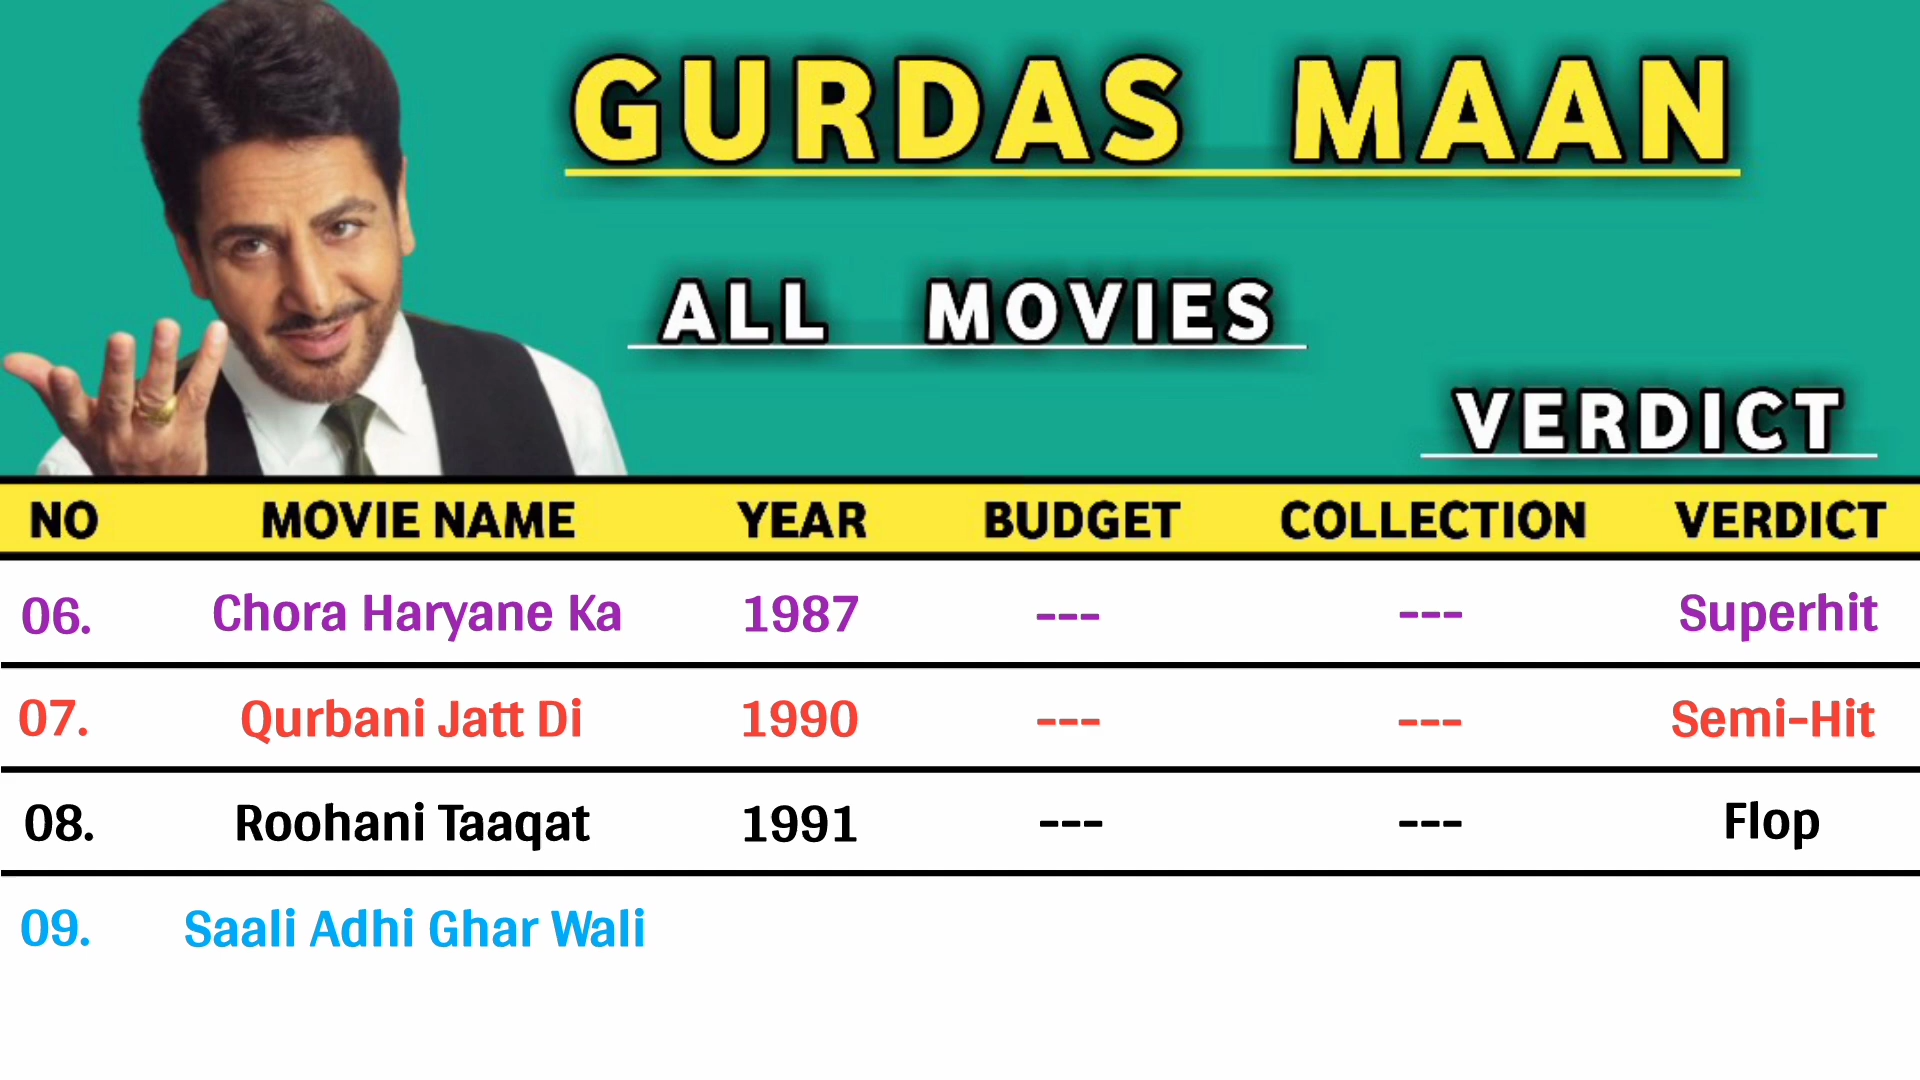 GURDAS MAAN
ALL MOVIES
VERDICT
NO MOVIE NAME YEAR BUDGET COLLECTION VERDICT
06. Chora Haryane Ka 1987 --- --- Superhit
07. Qurbani Jatt Di 1990 --- --- Semi-Hit
08. Roohani Taaqat 1991 --- --- Flop
09. Saali Adhi Ghar Wali